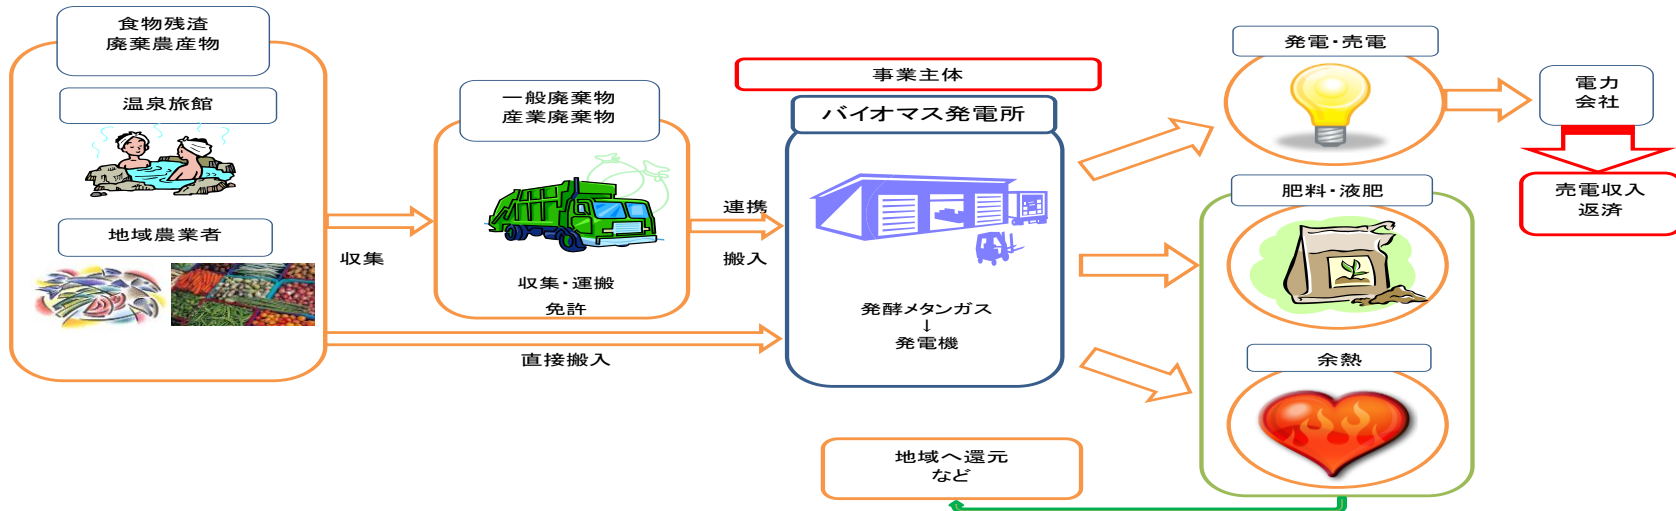 食物残渣
廃棄農産物
温泉旅館
地域農業者
収集
一般廃棄物
産業廃棄物
収集・運搬
免許
直接搬入
連携
搬入
事業主体
バイオマス発電所
発酵メタンガス
↓
発電機
発電・売電
電力
会社
売電収入
返済
肥料・液肥
余熱
地域へ還元
など